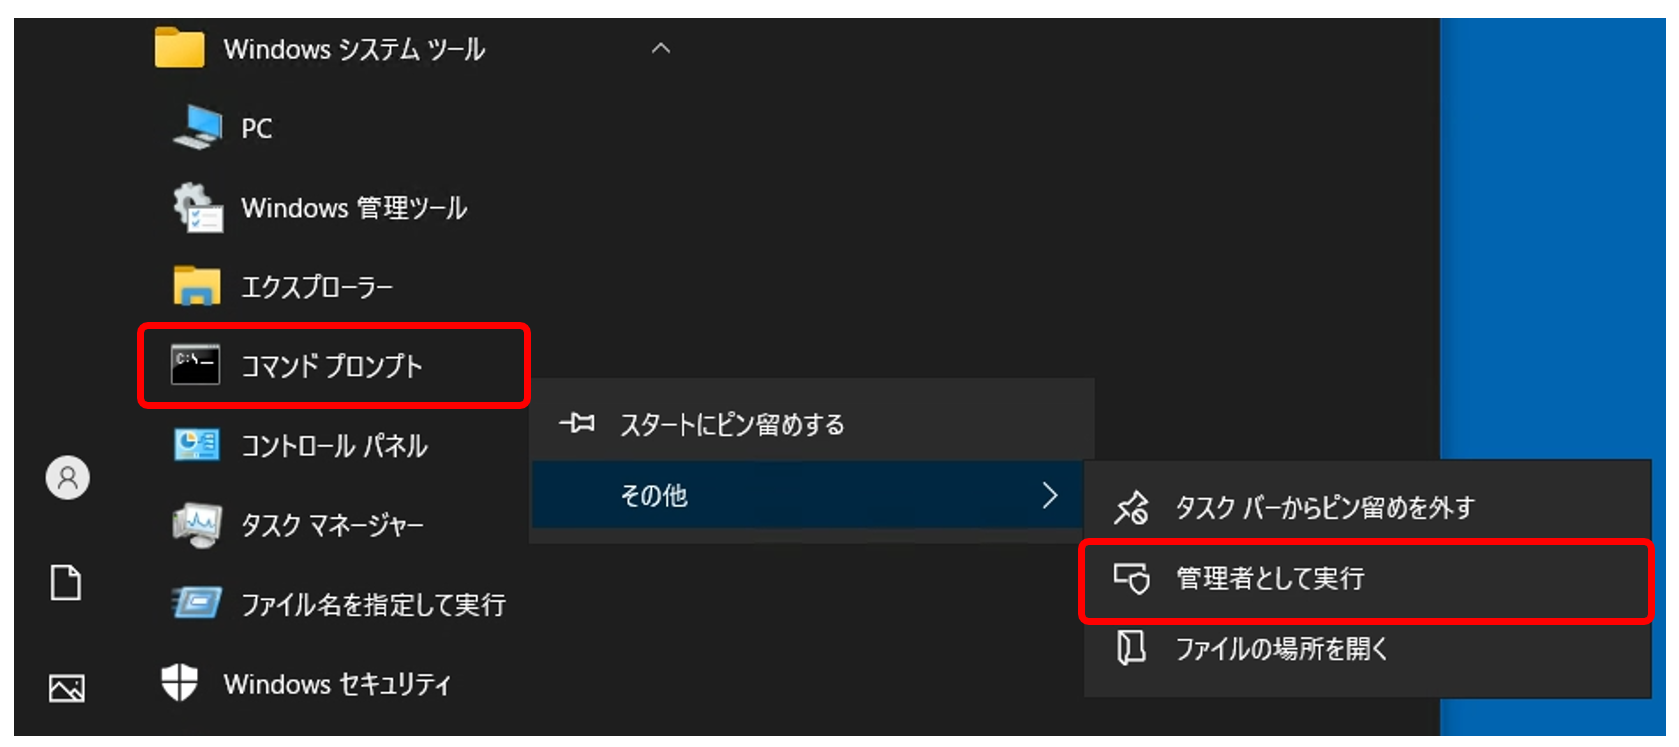 Windows システム ツール
PC
Windows 管理ツール
エクスプローラー
C:\
コマンド プロンプト
スタートにピン留めする
コントロール パネル
その他
タスク バーからピン留めを外す
タスク マネージャー
管理者として実行
ファイル名を指定して実行
ファイルの場所を開く
Windows セキュリティ